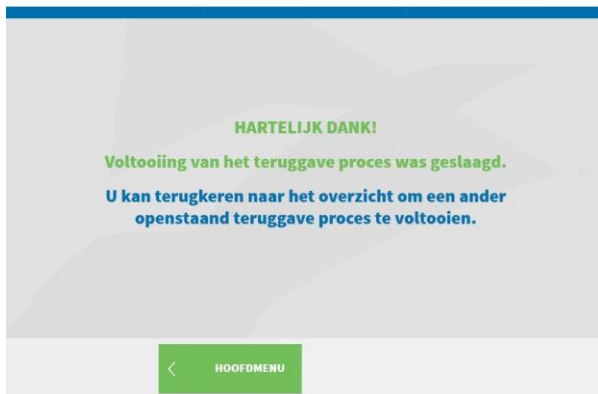 HARTELIJK DANK!
Voltooiing van het teruggave proces was geslaagd.
U kan terugkeren naar het overzicht om een ander
openstaand teruggave proces te voltooien.
HOOFDMENU